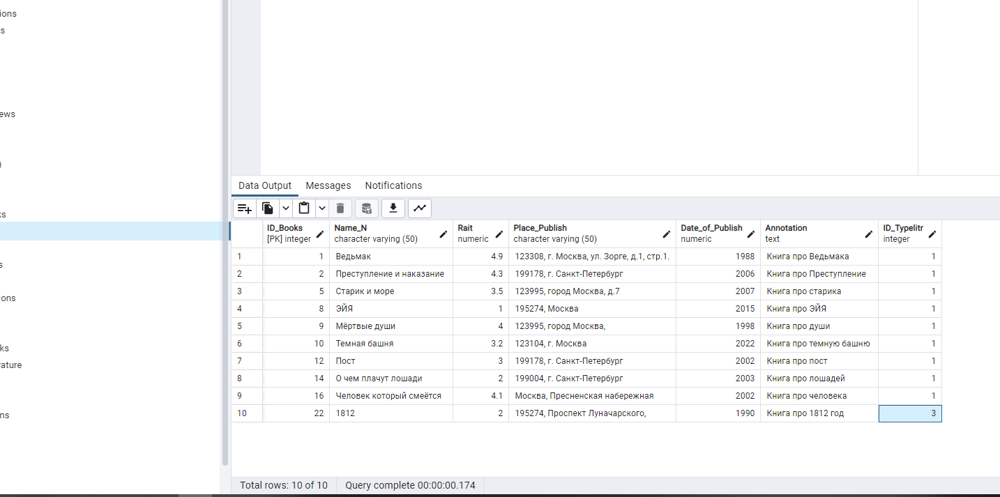 ions
s
ews
)
ks
s
ions
ks
rature
ns
Data Output Messages Notifications
ID_Books Name_N Rait Place_Publish Date_of_Publish Annotation ID_Typelitr
[PK] integer character varying (50) numeric character varying (50) numeric text integer
1 1 Ведьмак 4.9 123308, г. Москва, ул. Зорге, д.1, стр.1. 1988 Книга про Ведьмака 1
2 2 Преступление и наказание 4.3 199178, г. Санкт-Петербург 2006 Книга про Преступление 1
3 5 Старик и море 3.5 123995, город Москва, д.7 2007 Книга про старика 1
4 8 ЭЙЯ 1 195274, Москва 2015 Книга про ЭЙЯ 1
5 9 Мёртвые души 4 123995, город Москва, 1998 Книга про души 1
6 10 Темная башня 3.2 123104, г. Москва 2022 Книга про темную башню 1
7 12 Пост 3 199178, г. Санкт-Петербург 2002 Книга про пост 1
8 14 О чем плачут лошади 2 199004, г. Санкт-Петербург 2003 Книга про лошадей 1
9 16 Человек который смеётся 4.1 Москва, Пресненская набережная 2002 Книга про человека 1
10 22 1812 2 195274, Проспект Луначарского, 1990 Книга про 1812 год 3
Total rows: 10 of 10 Query complete 00:00:00.174